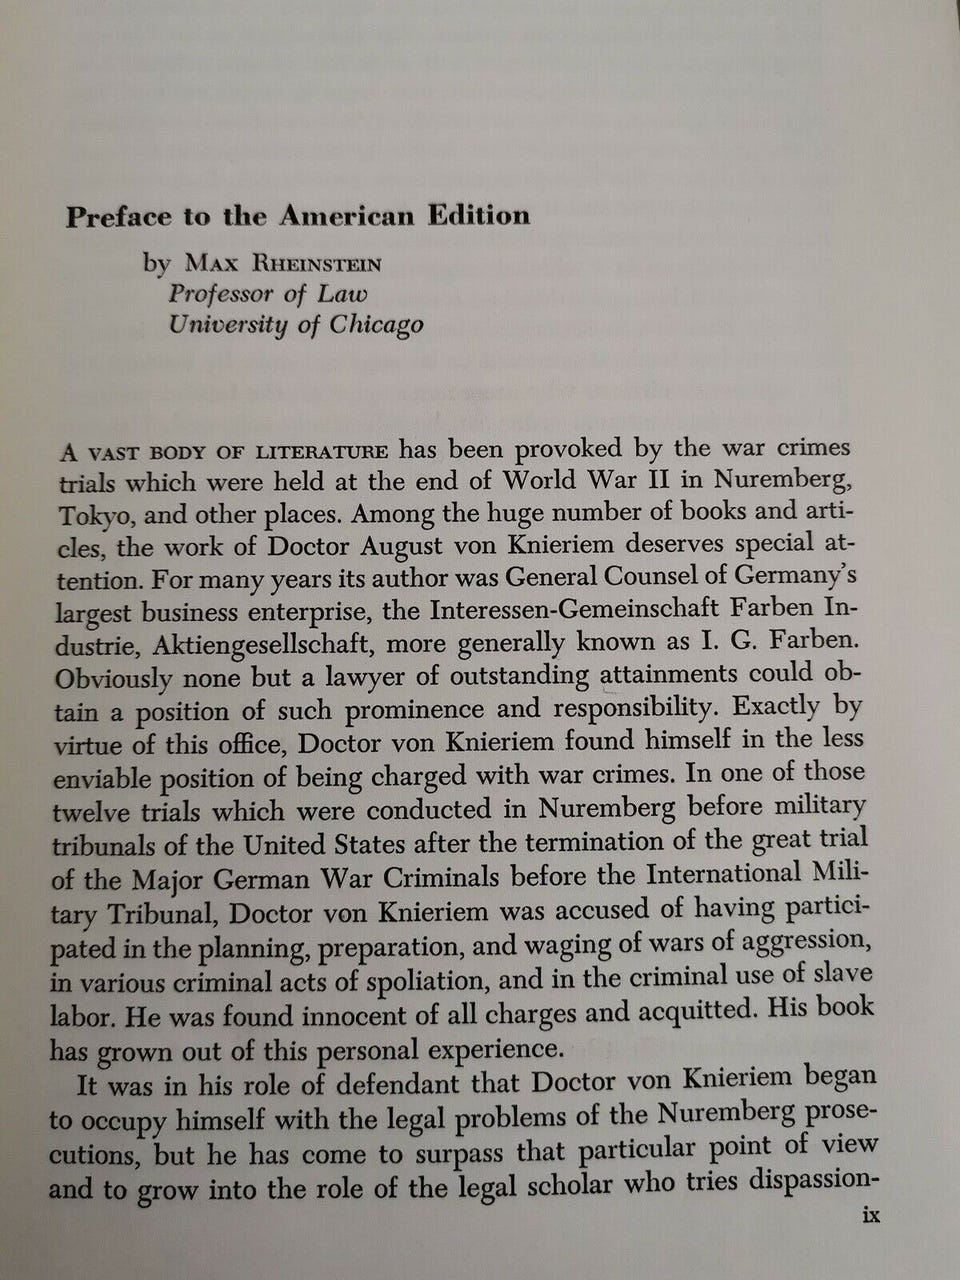 Preface to the American Edition
by Max Rheinstein
Professor of Law
University of Chicago
A VAST BODY OF LITERATURE has been provoked by the war crimes
trials which were held at the end of World War II in Nuremberg,
Tokyo, and other places. Among the huge number of books and arti-
cles, the work of Doctor August von Knieriem deserves special at-
tention. For many years its author was General Counsel of Germany's
largest business enterprise, the Interessen-Gemeinschaft Farben In-
dustrie, Aktiengesellschaft, more generally known as I. G. Farben.
Obviously none but a lawyer of outstanding attainments could ob-
tain a position of such prominence and responsibility. Exactly by
virtue of this office, Doctor von Knieriem found himself in the less
enviable position of being charged with war crimes. In one of those
twelve trials which were conducted in Nuremberg before military
tribunals of the United States after the termination of the great trial
of the Major German War Criminals before the International Mili-
tary Tribunal, Doctor von Knieriem was accused of having partici-
pated in the planning, preparation, and waging of wars of aggression,
in various criminal acts of spoliation, and in the criminal use of slave
labor. He was found innocent of all charges and acquitted. His book
has grown out of this personal experience.
It was in his role of defendant that Doctor von Knieriem began
to occupy himself with the legal problems of the Nuremberg prose-
cutions, but he has come to surpass that particular point of view
and to grow into the role of the legal scholar who tries dispassion-
ix